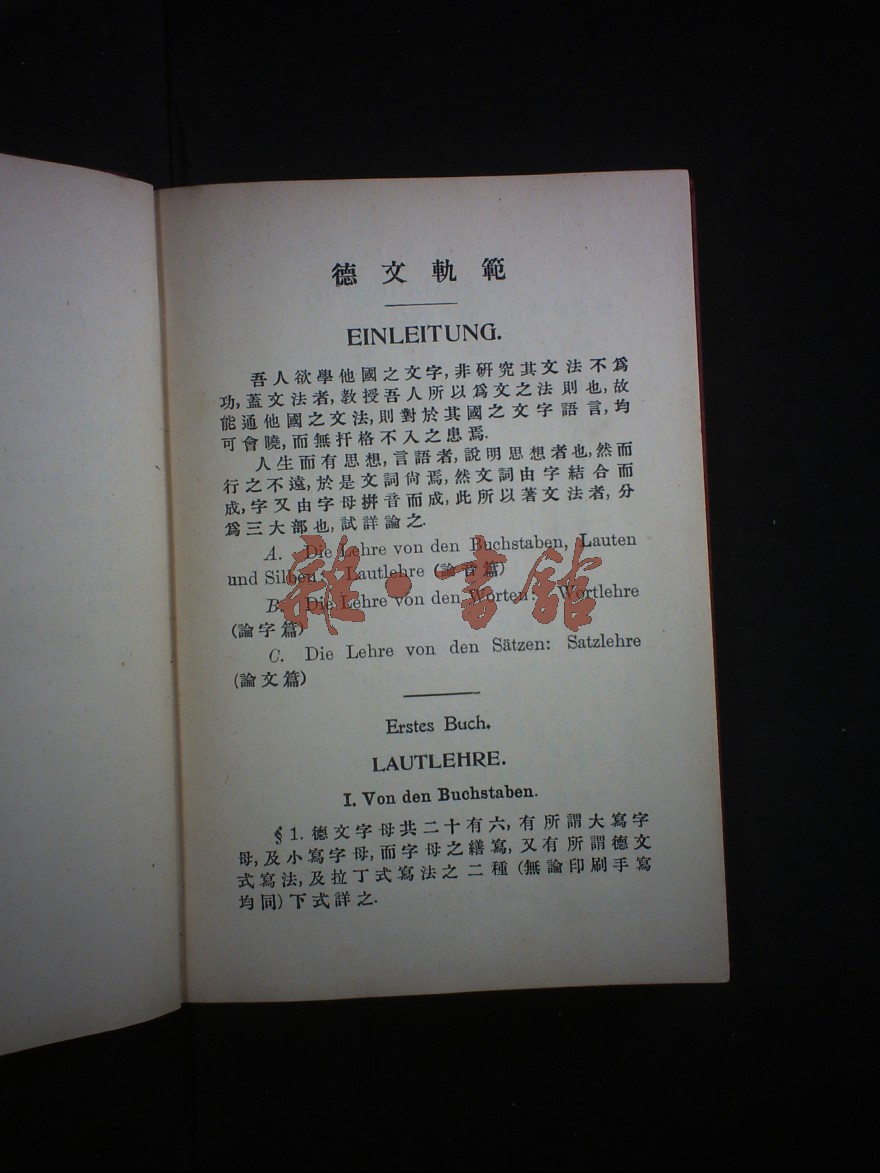 德文軌範
EINLEITUNG.
吾人欲學他國之文字,非硏究其文法不爲
功,蓋文法者,敎授吾人所以爲文之法則也,故
能通他國之文法,則對於其國之文字語言,均
可會曉,而無扞格不入之患焉.
人生而有思想,言語者,說明思想者也,然而
行之不遠,於是文詞尙焉,然文詞由字結合而
成,字又由字母拼音而成,此所以著文法者,分
爲三大部也,試詳論之.
A. Die Lehre von den Buchstaben, Lauten
und Silben: Lautlehre (論音篇)
B. Die Lehre von den Worten: Wortlehre
(論字篇)
C. Die Lehre von den Sätzen: Satzlehre
(論文篇)
雜·書舘
Erstes Buch.
LAUTLEHRE.
I. Von den Buchstaben.
§ 1. 德文字母共二十有六,有所謂大寫字
母,及小寫字母,而字母之繕寫,又有所謂德文
式寫法,及拉丁式寫法之二種 (無論印刷手寫
均同) 下式詳之.